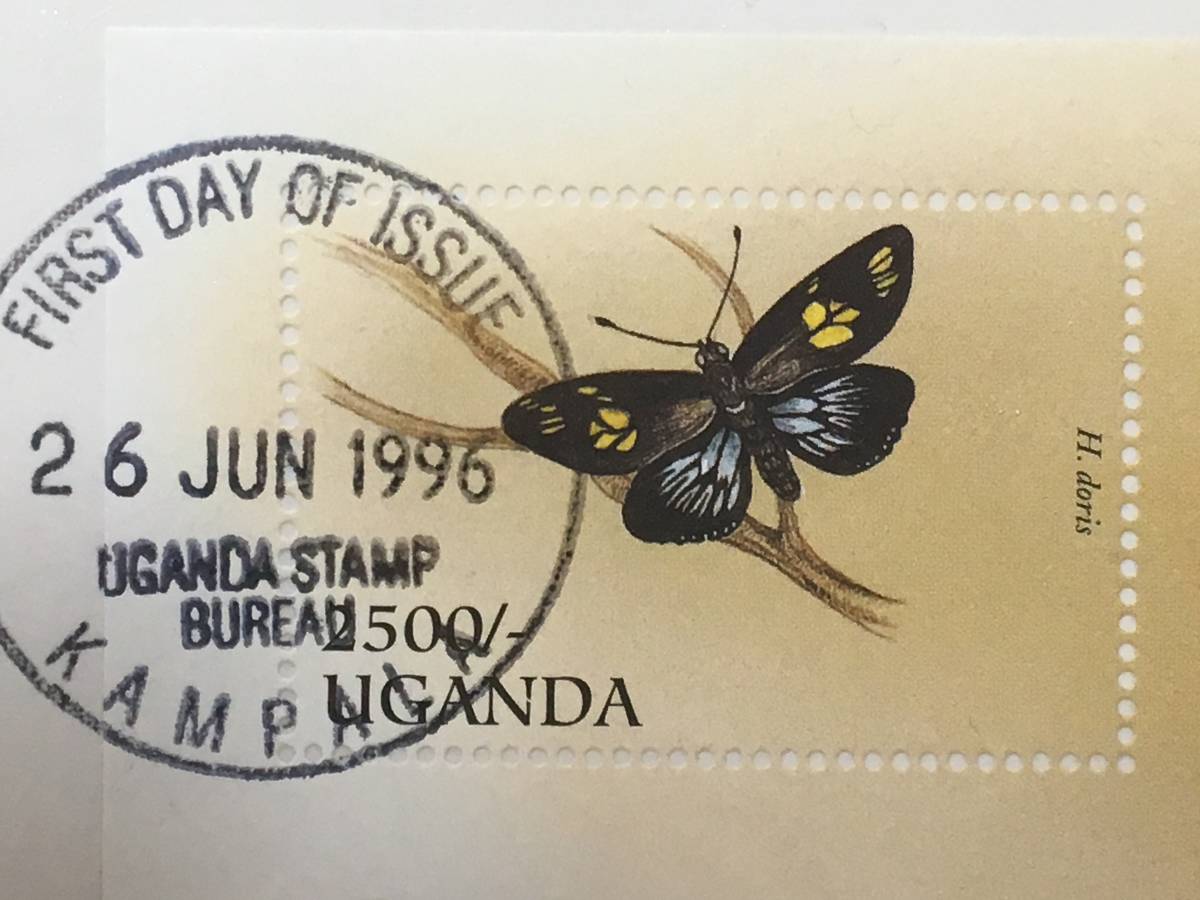 FIRST DAY OF ISSUE
26 JUN 1996
UGANDA STAMP
BUREAU
KAMPALA
2500/-
UGANDA
H. doris